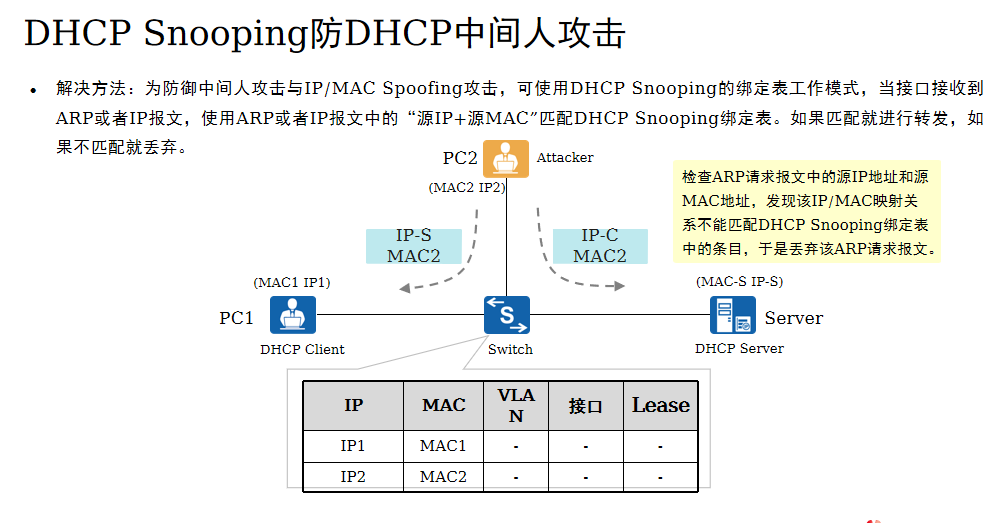 DHCP Snooping防DHCP中间人攻击
• 解决方法：为防御中间人攻击与IP/MAC Spoofing攻击，可使用DHCP Snooping的绑定表工作模式，当接口接收到
ARP或者IP报文，使用ARP或者IP报文中的“源IP+源MAC”匹配DHCP Snooping绑定表。如果匹配就进行转发，如
果不匹配就丢弃。
PC2
Attacker
(MAC2 IP2)
检查ARP请求报文中的源IP地址和源
MAC地址，发现该IP/MAC映射关
系不能匹配DHCP Snooping绑定表
中的条目，于是丢弃该ARP请求报文。
IP-S
MAC2
IP-C
MAC2
(MAC1 IP1)
(MAC-S IP-S)
PC1
S
Server
DHCP Client
Switch
DHCP Server
IP MAC VLA
N 接口 Lease
IP1 MAC1 - - -
IP2 MAC2 - - -